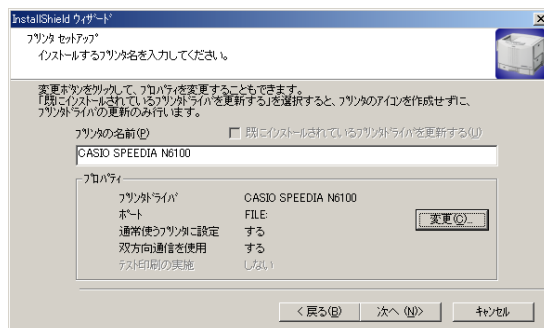 InstallShield ウィザード
プリンタ セットアップ
インストールするプリンタ名を入力してください。
変更ボタンをクリックして、プロパティを変更することもできます。
「既にインストールされているプリンタドライバを更新する」を選択すると、プリンタのアイコンを作成せずに、
プリンタドライバの更新のみ行います。
プリンタの名前(P)
既にインストールされているプリンタドライバを更新する(U)
CASIO SPEEDIA N6100
プロパティ
プリンタドライバ CASIO SPEEDIA N6100
ポート FILE:
変更(C)...
通常使うプリンタに設定 する
双方向通信を使用 する
テスト印刷の実施 しない
< 戻る(B) 次へ (N)> キャンセル